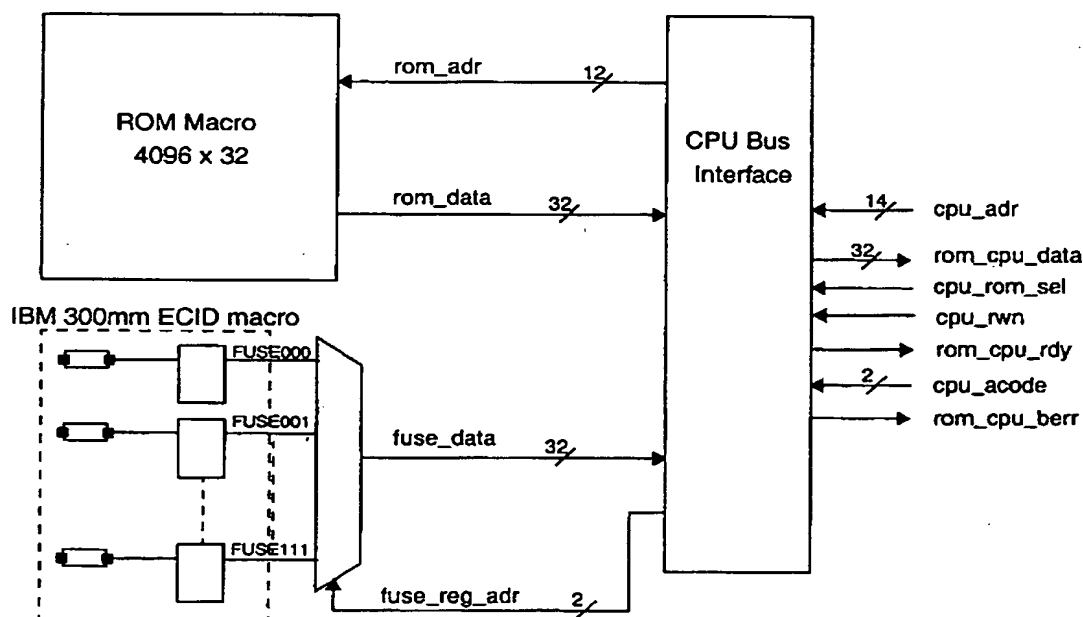 ROM Macro
4096 x 32
rom_adr
12
rom_data
32
CPU Bus
Interface
14
cpu_adr
32
rom_cpu_data
cpu_rom_sel
cpu_rwn
rom_cpu_rdy
2
cpu_acode
rom_cpu_berr
IBM 300mm ECID macro
FUSE000
FUSE001
FUSE111
fuse_data
32
fuse_reg_adr
2